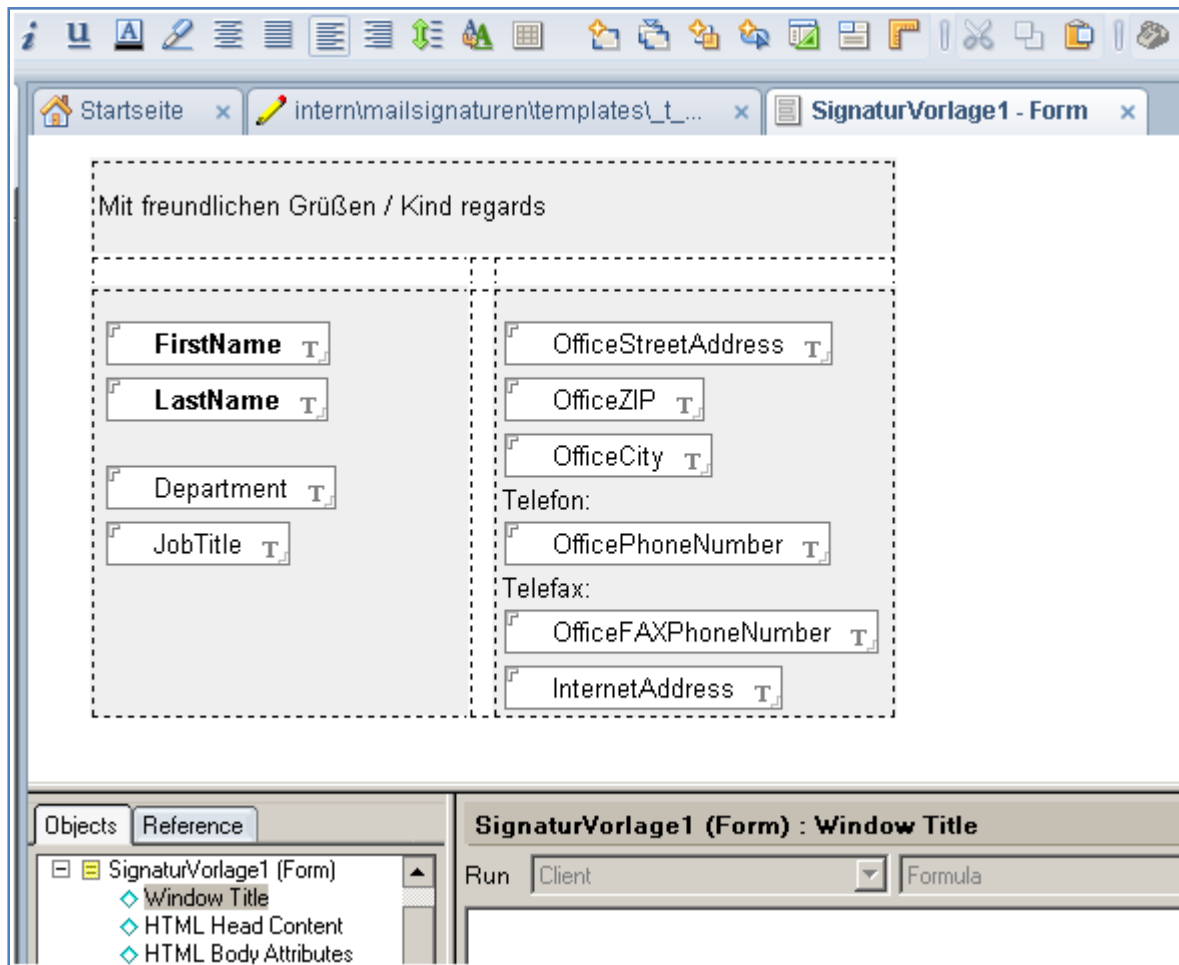 Startseite
intern\mailsignaturen\templates\_t_...
SignaturVorlage1 - Form
Mit freundlichen Grüßen / Kind regards
FirstName T
LastName T
Department T
JobTitle T
OfficeStreetAddress T
OfficeZIP T
OfficeCity T
Telefon:
OfficePhoneNumber T
Telefax:
OfficeFAXPhoneNumber T
InternetAddress T
Objects
Reference
SignaturVorlage1 (Form)
Window Title
HTML Head Content
HTML Body Attributes
SignaturVorlage1 (Form) : Window Title
Run Client Formula